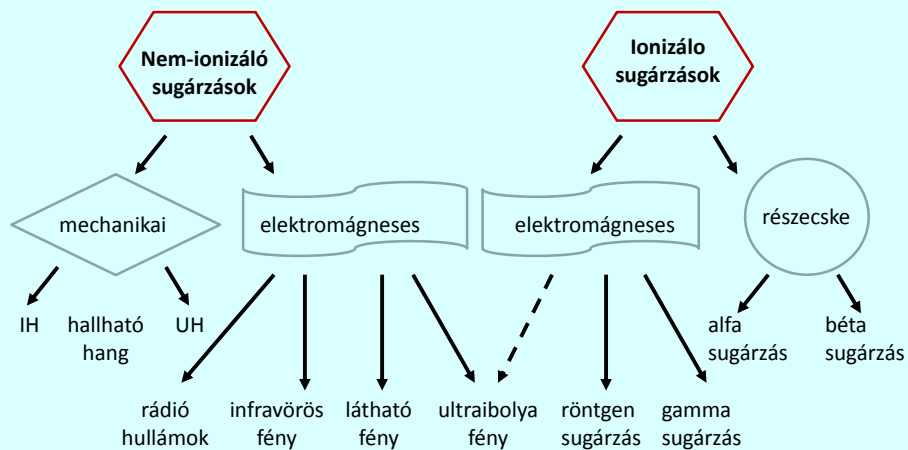 Nem-ionizáló
sugárzások
Ionizáló
sugárzások
mechanikai
elektromágneses
elektromágneses
részecske
IH
hallható
hang
UH
alfa
sugárzás
béta
sugárzás
rádió
hullámok
infravörös
fény
látható
fény
ultraibolya
fény
röntgen
sugárzás
gamma
sugárzás